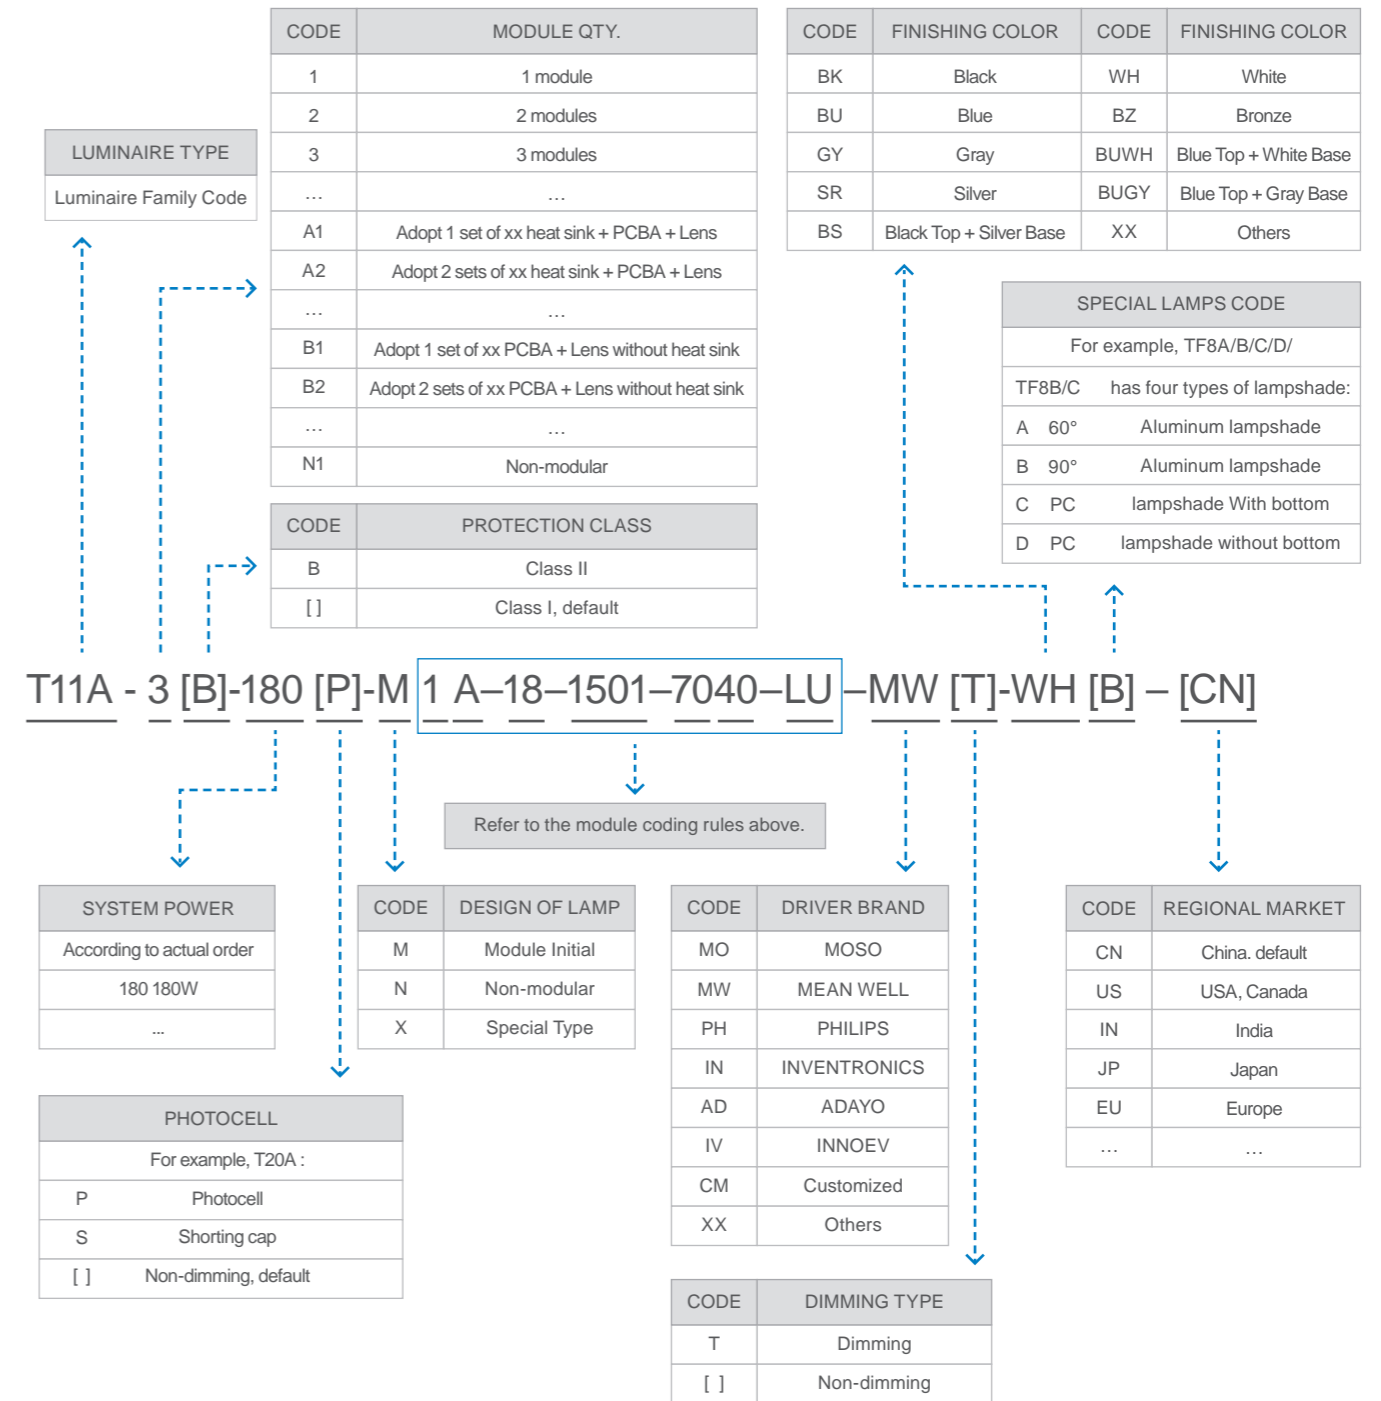 CODE MODULE QTY.
1 1 module
2 2 modules
3 3 modules
... ...
A1 Adopt 1 set of xx heat sink + PCBA + Lens
A2 Adopt 2 sets of xx heat sink + PCBA + Lens
... ...
B1 Adopt 1 set of xx PCBA + Lens without heat sink
B2 Adopt 2 sets of xx PCBA + Lens without heat sink
... ...
N1 Non-modular
CODE FINISHING COLOR CODE FINISHING COLOR
BK Black WH White
BU Blue BZ Bronze
GY Gray BUWH Blue Top + White Base
SR Silver BUGY Blue Top + Gray Base
BS Black Top + Silver Base XX Others
LUMINAIRE TYPE
Luminaire Family Code
SPECIAL LAMPS CODE
For example, TF8A/B/C/D/
TF8B/C has four types of lampshade:
A 60° Aluminum lampshade
B 90° Aluminum lampshade
C PC lampshade With bottom
D PC lampshade without bottom
CODE PROTECTION CLASS
B Class II
[ ] Class I, default
T11A - 3 [B]-180 [P]-M 1 A–18–1501–7040–LU –MW [T]-WH [B] – [CN]
Refer to the module coding rules above.
SYSTEM POWER
According to actual order
180 180W
...
CODE DESIGN OF LAMP
M Module Initial
N Non-modular
X Special Type
CODE DRIVER BRAND
MO MOSO
MW MEAN WELL
PH PHILIPS
IN INVENTRONICS
AD ADAYO
IV INNOEV
CM Customized
XX Others
CODE REGIONAL MARKET
CN China. default
US USA, Canada
IN India
JP Japan
EU Europe
... ...
PHOTOCELL
For example, T20A :
P Photocell
S Shorting cap
[ ] Non-dimming, default
CODE DIMMING TYPE
T Dimming
[ ] Non-dimming